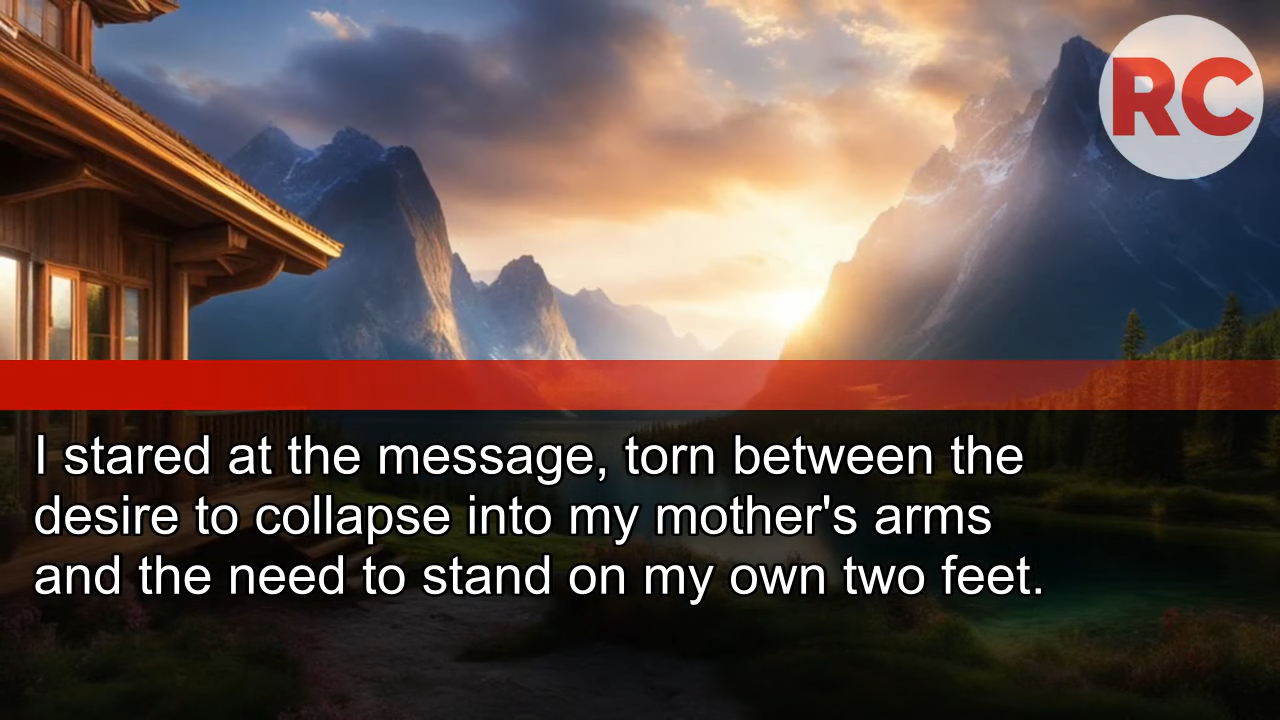 RC
I stared at the message, torn between the
desire to collapse into my mother's arms
and the need to stand on my own two feet.